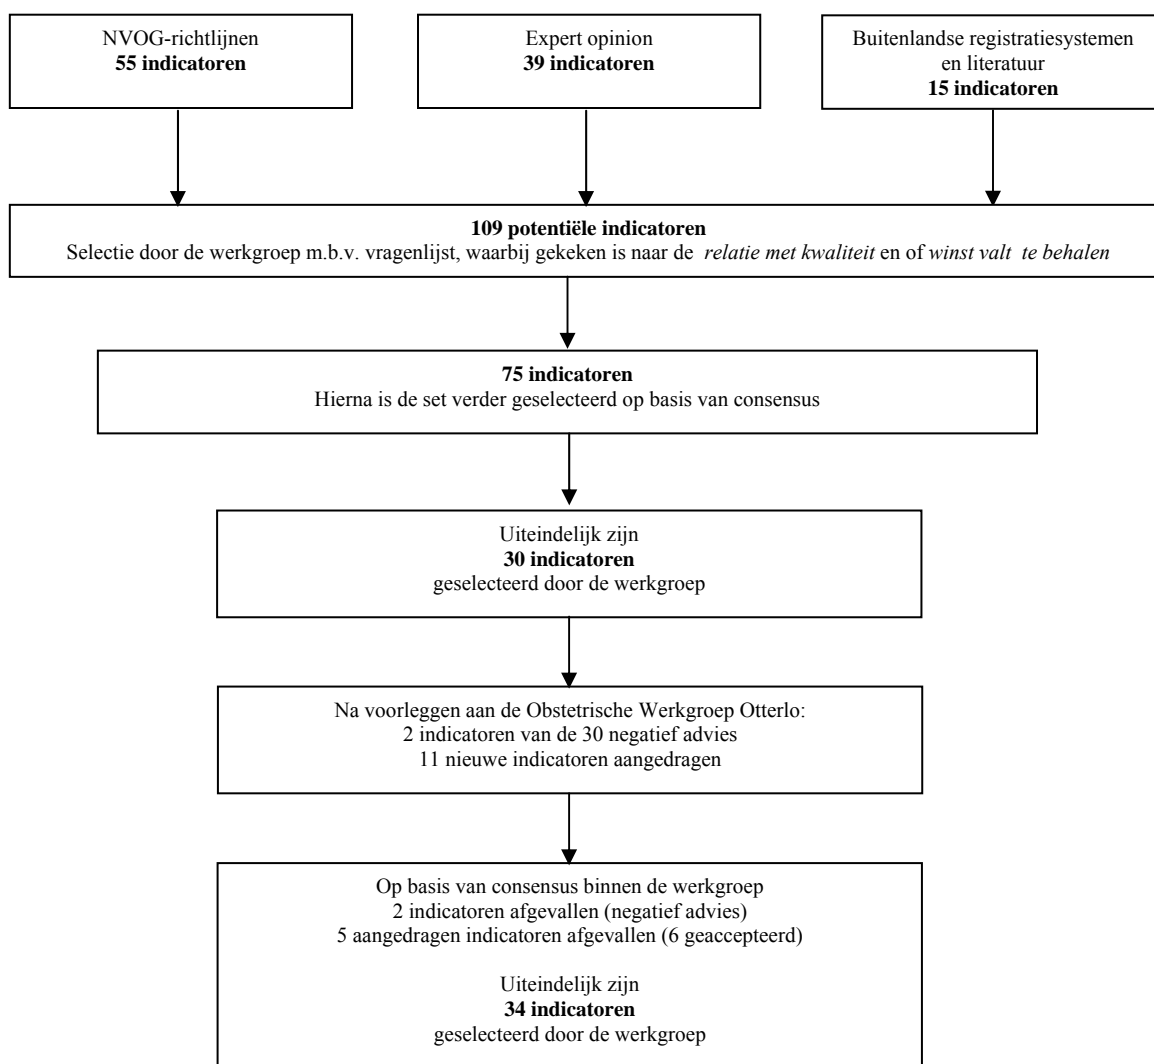 NVOG-richtlijnen
55 indicatoren
Expert opinion
39 indicatoren
Buitenlandse registratiesystemen
en literatuur
15 indicatoren
109 potentiële indicatoren
Selectie door de werkgroep m.b.v. vragenlijst, waarbij gekeken is naar de relatie met kwaliteit en of winst valt te behalen
75 indicatoren
Hierna is de set verder geselecteerd op basis van consensus
Uiteindelijk zijn
30 indicatoren
geselecteerd door de werkgroep
Na voorleggen aan de Obstetrische Werkgroep Otterlo:
2 indicatoren van de 30 negatief advies
11 nieuwe indicatoren aangedragen
Op basis van consensus binnen de werkgroep
2 indicatoren afgevallen (negatief advies)
5 aangedragen indicatoren afgevallen (6 geaccepteerd)
Uiteindelijk zijn
34 indicatoren
geselecteerd door de werkgroep